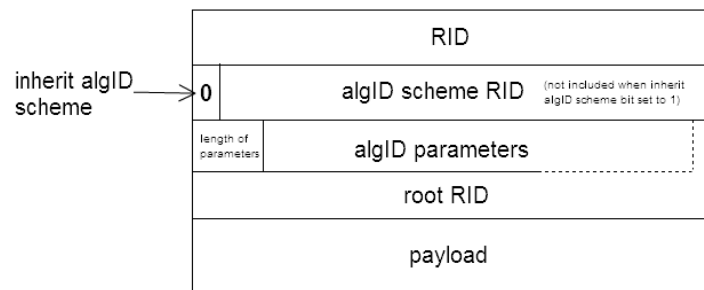 RID
inherit algID
scheme
0
algID scheme RID
(not included when inherit
algID scheme bit set to 1)
length of
parameters
algID parameters
root RID
payload